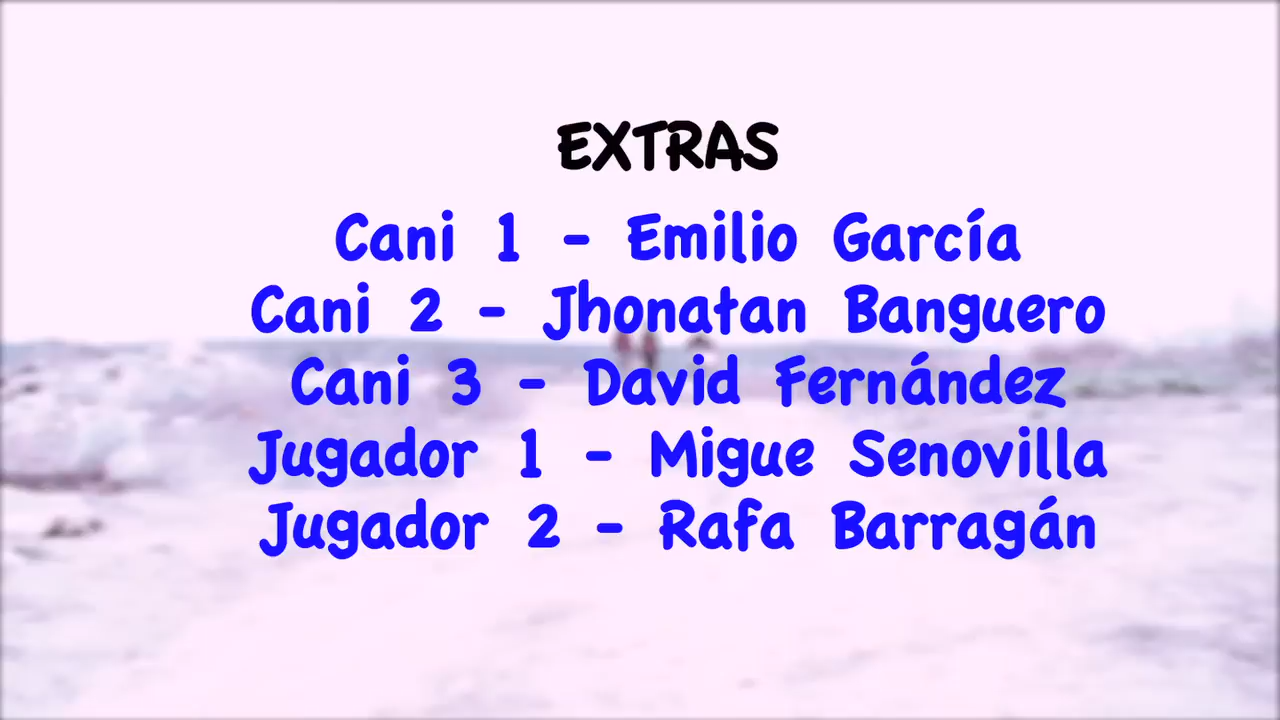 EXTRAS
Cani 1 - Emilio García
Cani 2 - Jhonatan Banguero
Cani 3 - David Fernández
Jugador 1 - Migue Senovilla
Jugador 2 - Rafa Barragán